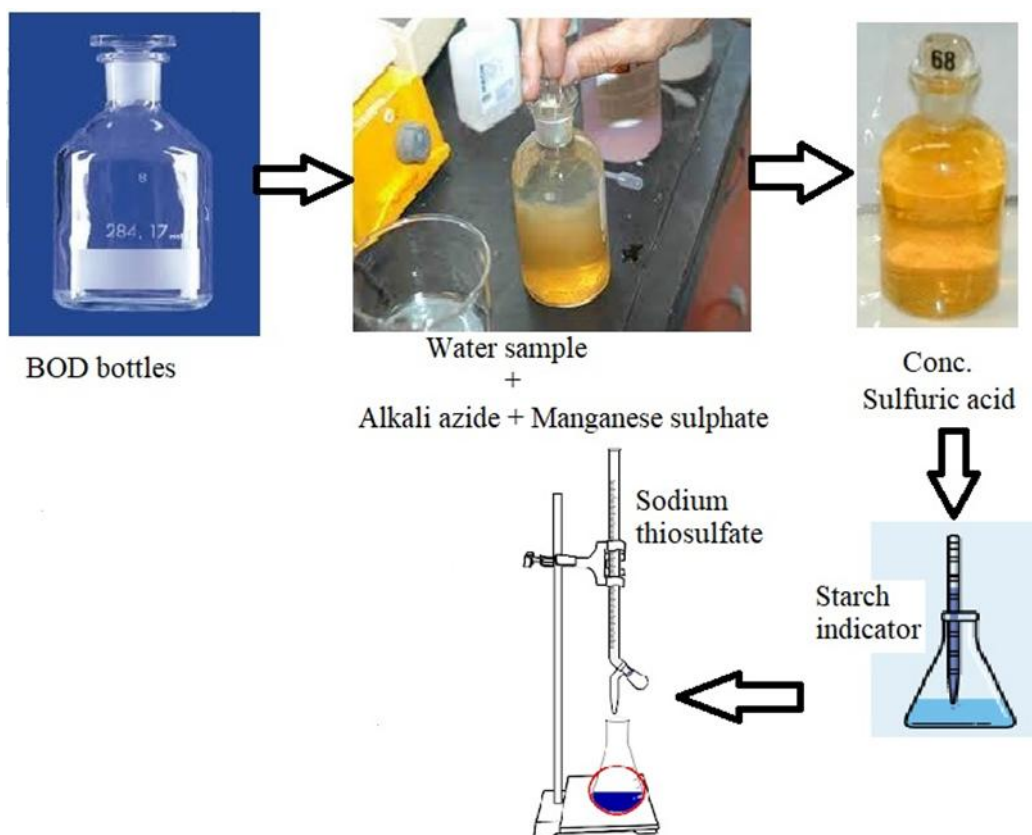 8
284, 17 ml
68
BOD bottles
Water sample
+
Alkali azide + Manganese sulphate
Conc.
Sulfuric acid
Sodium
thiosulfate
Starch
indicator